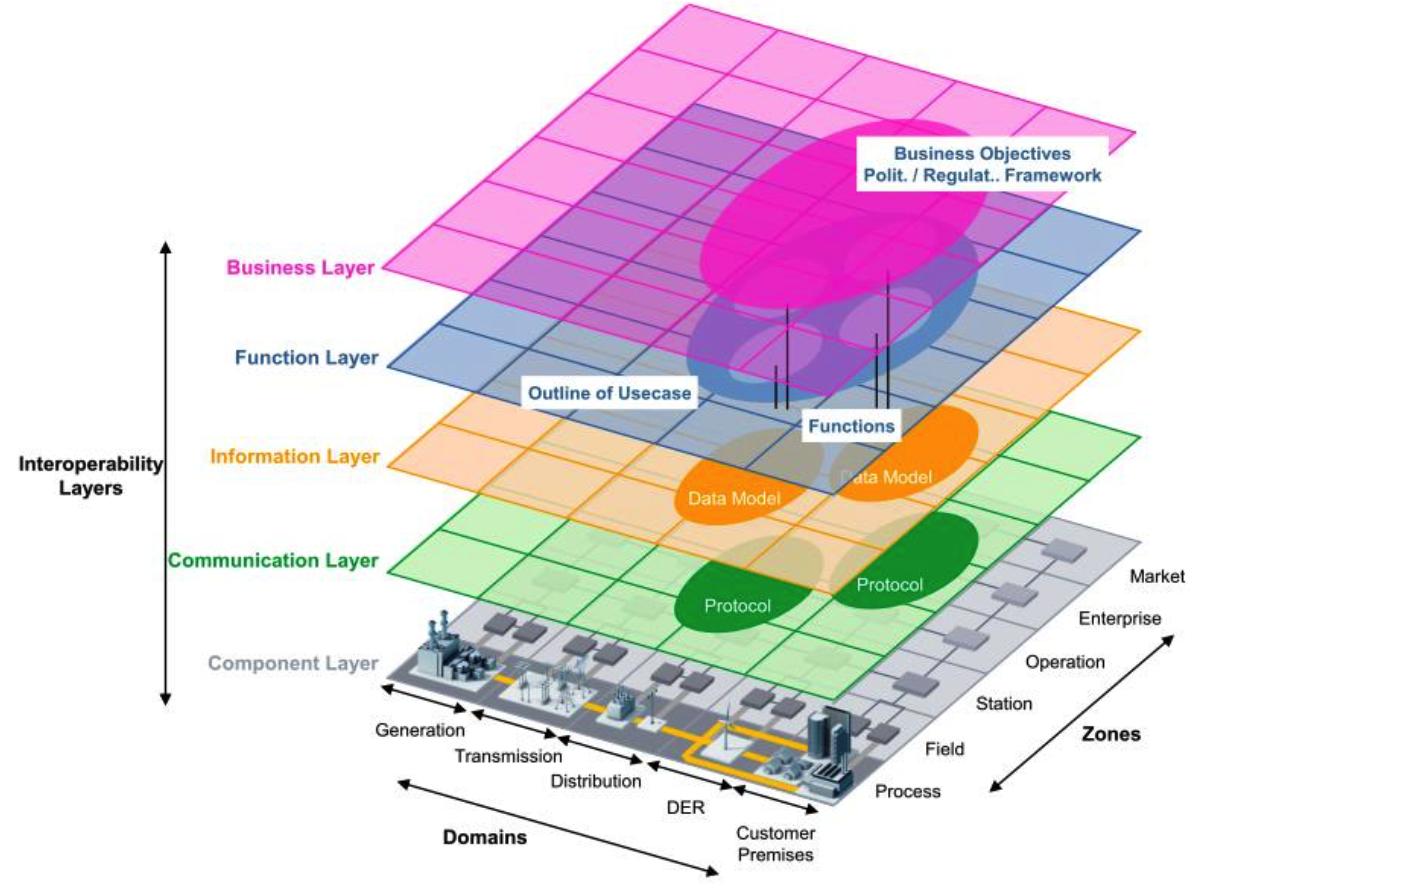 Business Objectives
Polit. / Regulat.. Framework
Business Layer
Function Layer
Outline of Usecase
Functions
Information Layer
Interoperability
Layers
Data Model
Data Model
Communication Layer
Protocol
Protocol
Component Layer
Market
Enterprise
Operation
Station
Field
Process
Zones
Generation
Transmission
Distribution
DER
Customer
Premises
Domains